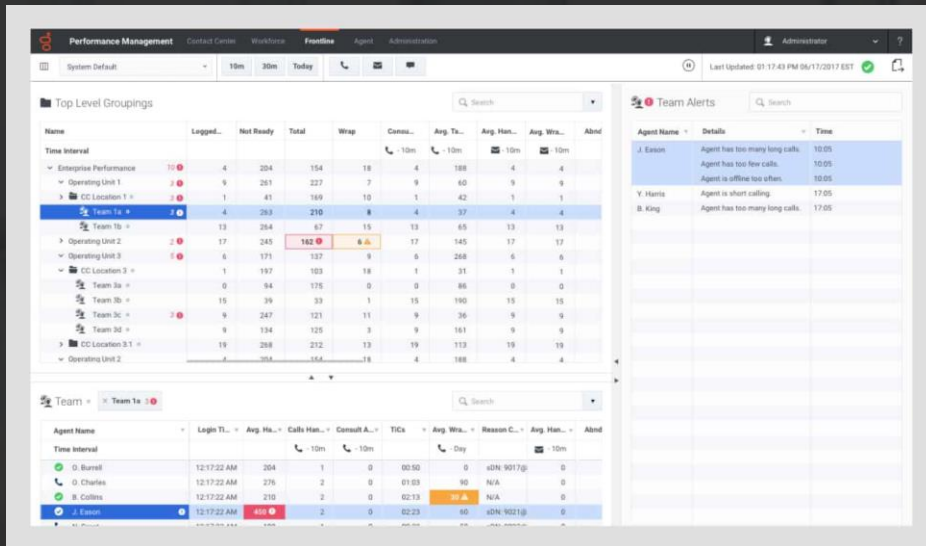 Performance Management Contact Center Workforce Frontline Agent Administration Administrator ?
System Default 10m 30m Today Last Updated: 01:17:43 PM 06/17/2017 EST
Top Level Groupings Search
Name Logged... Not Ready Total Wrap Consu... Avg. Ta... Avg. Han... Avg. Wra... Abnd
Time Interval - 10m - 10m - 10m - 10m
Enterprise Performance 10 4 204 154 18 4 188 4 4
Operating Unit 1 3 9 261 227 7 9 60 9 9
CC Location 1 3 1 41 169 10 1 42 1 1
Team 1a 3 4 263 210 8 4 37 4 4
Team 1b 13 264 67 15 13 65 13 13
Operating Unit 2 2 17 245 162 6 17 145 17 17
Operating Unit 3 5 6 171 137 9 6 268 6 6
CC Location 3 1 197 103 18 1 31 1 1
Team 3a 0 94 175 0 0 86 0 0
Team 3b 15 39 33 1 15 190 15 15
Team 3c 3 9 247 121 11 9 36 9 9
Team 3d 9 134 125 3 9 161 9 9
CC Location 3.1 19 268 212 13 19 113 19 19
Operating Unit 2 4 204 154 18 4 188 4 4
Team Team 1a 3 Search
Agent Name Login Ti... Avg. Ha... Calls Han... Consult A... TiCs Avg. Wra... Reason C... Avg. Han... Abnd
Time Interval - 10m - 10m - Day - 10m
O. Burrell 12:17:22 AM 204 1 0 00:50 0 xDN: 9017@ 0
O. Charles 12:17:22 AM 276 2 0 01:03 90 N/A 0
B. Collins 12:17:22 AM 210 2 0 02:13 30 N/A 0
J. Eason 12:17:22 AM 450 2 0 02:23 60 xDN: 9021@ 0
Team Alerts Search
Agent Name Details Time
J. Eason Agent has too many long calls. 10:05
Agent has too few calls. 10:05
Agent is offline too often. 10:05
Y. Harris Agent is short calling. 17:05
B. King Agent has too many long calls. 17:05